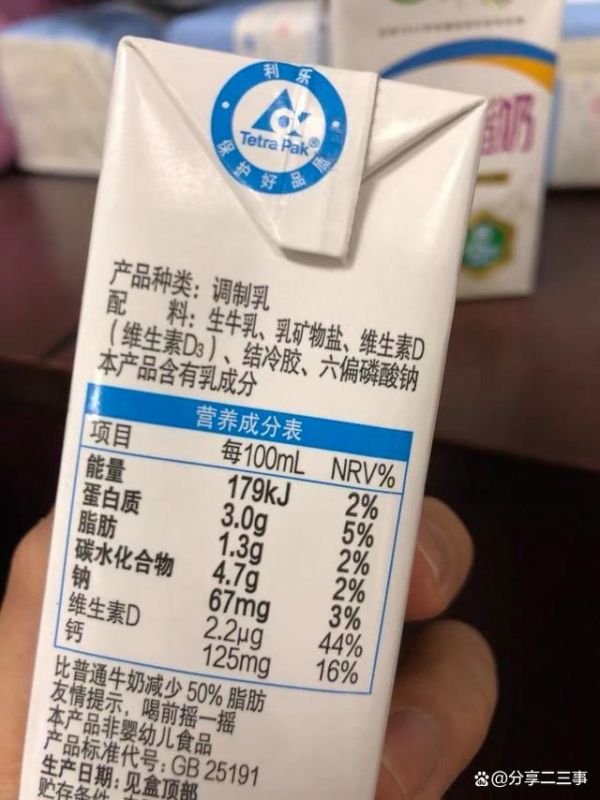 利乐
Tetra Pak®
保护好品质
产品种类：调制乳
配 料：生牛乳、乳矿物盐、维生素D
（维生素D₃）、结冷胶、六偏磷酸钠
本产品含有乳成分
营养成分表
项目 每100mL NRV%
能量 179kJ 2%
蛋白质 3.0g 5%
脂肪 1.3g 2%
碳水化合物 4.7g 2%
钠 67mg 3%
维生素D 2.2μg 44%
钙 125mg 16%
比普通牛奶减少 50% 脂肪
友情提示，喝前摇一摇
本产品非婴幼儿食品
产品标准代号：GB 25191
生产日期：见盒顶部
贮存条件
奶
@分享二三事